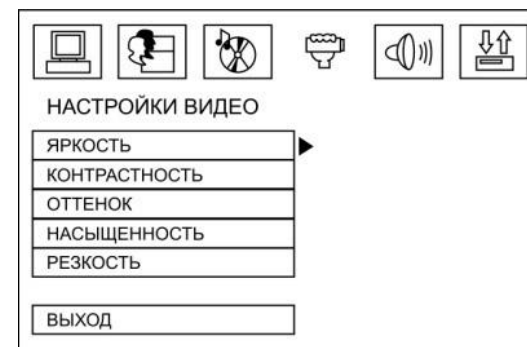 НАСТРОЙКИ ВИДЕО
ЯРКОСТЬ
КОНТРАСТНОСТЬ
ОТТЕНОК
НАСЫЩЕННОСТЬ
РЕЗКОСТЬ
ВЫХОД